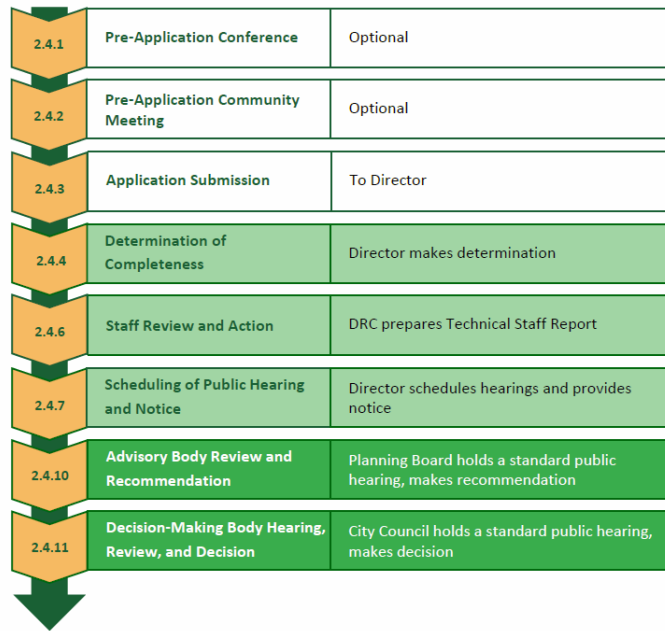 2.4.1
Pre-Application Conference
Optional
2.4.2
Pre-Application Community
Meeting
Optional
2.4.3
Application Submission
To Director
2.4.4
Determination of
Completeness
Director makes determination
2.4.6
Staff Review and Action
DRC prepares Technical Staff Report
2.4.7
Scheduling of Public Hearing
and Notice
Director schedules hearings and provides
notice
2.4.10
Advisory Body Review and
Recommendation
Planning Board holds a standard public
hearing, makes recommendation
2.4.11
Decision-Making Body Hearing,
Review, and Decision
City Council holds a standard public hearing,
makes decision